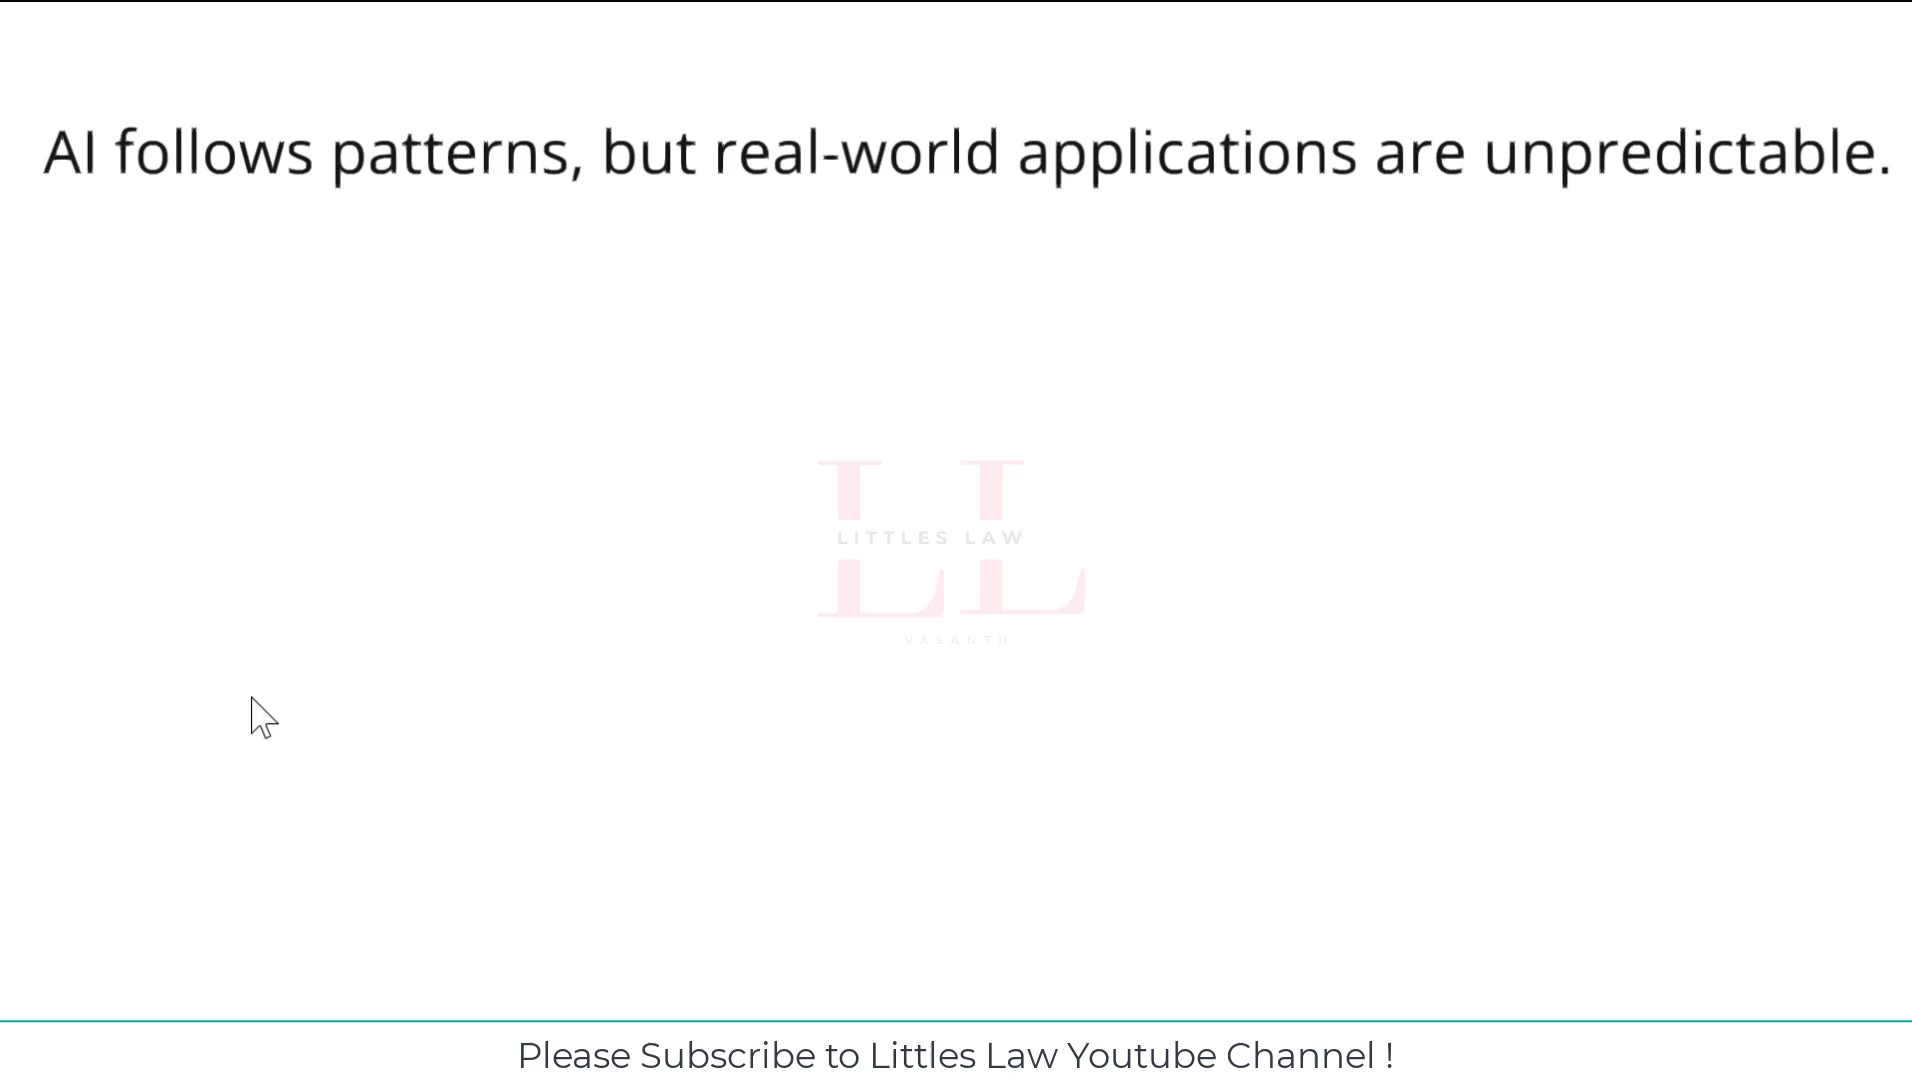 AI follows patterns, but real-world applications are unpredictable.
LITTLES LAW
VASANTH
Please Subscribe to Littles Law Youtube Channel !